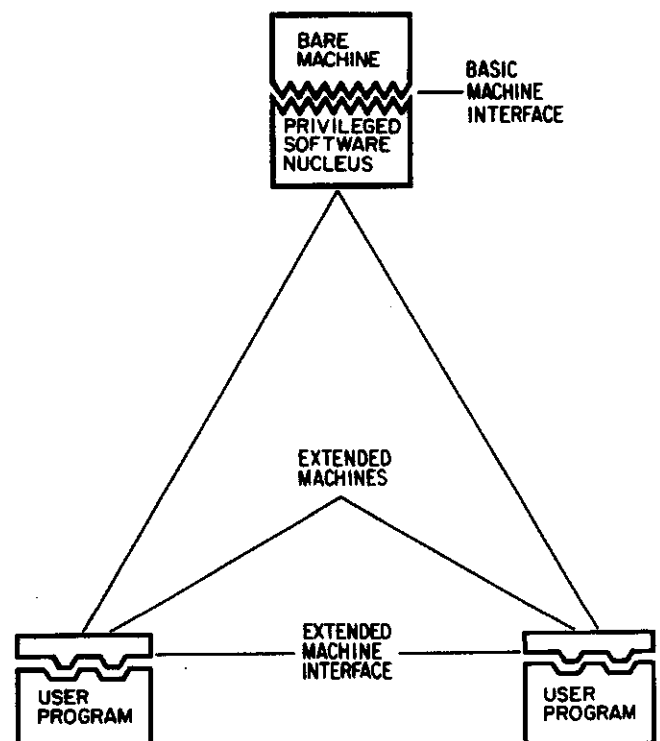 BARE
MACHINE
BASIC
MACHINE
INTERFACE
PRIVILEGED
SOFTWARE
NUCLEUS
EXTENDED
MACHINES
EXTENDED
MACHINE
INTERFACE
USER
PROGRAM
USER
PROGRAM